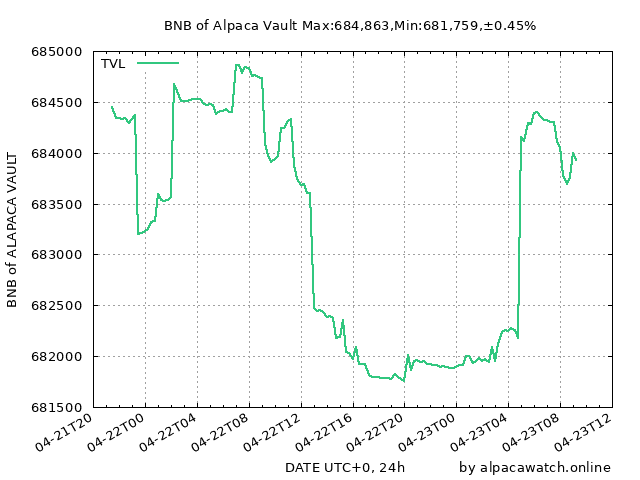 BNB of Alpaca Vault Max:684,863,Min:681,759,±0.45%
TVL
685000
684500
684000
683500
683000
682500
682000
681500
BNB of ALAPACA VAULT
04-21T20
04-22T00
04-22T04
04-22T08
04-22T12
04-22T16
04-22T20
04-23T00
04-23T04
04-23T08
04-23T12
DATE UTC+0, 24h
by alpacawatch.online